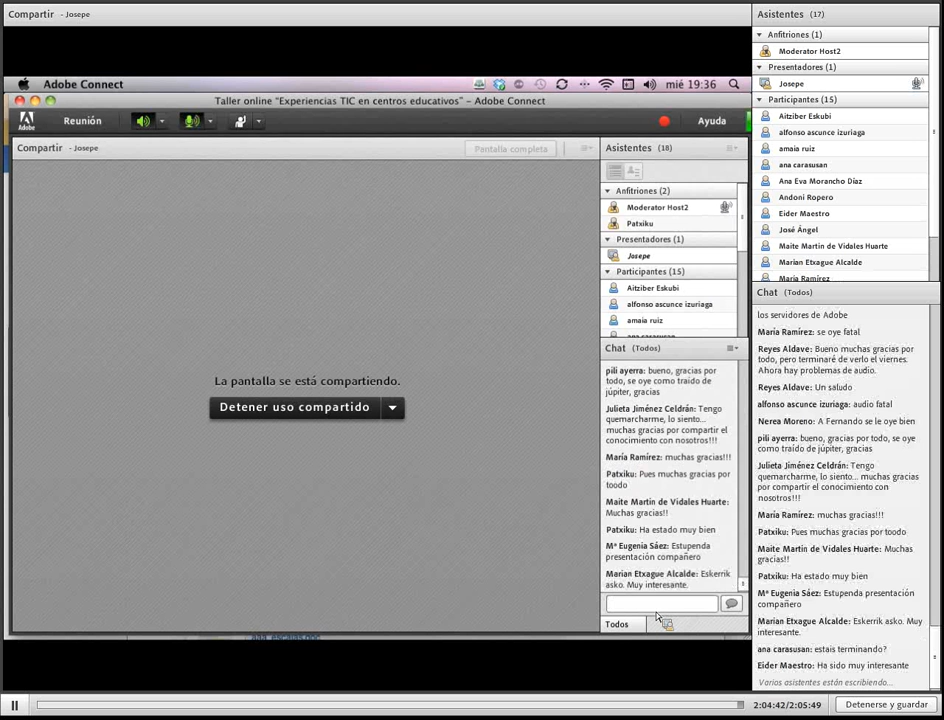 Compartir - Josepe
Adobe Connect
mié 19:36
Taller online "Experiencias TIC en centros educativos" – Adobe Connect
Adobe
Reunión
Ayuda
Compartir - Josepe
Pantalla completa
La pantalla se está compartiendo.
Detener uso compartido
Asistentes (18)
Anfitriones (2)
Moderator Host2
Patxiku
Presentadores (1)
Josepe
Participantes (15)
Aitziber Eskubi
alfonso ascunce izuriaga
amaia ruiz
ana carasusan
Chat (Todos)
pili ayerra: bueno, gracias por
todo, se oye como traído de
júpiter, gracias
Julieta Jiménez Celdrán: Tengo
quemarcharme, lo siento...
muchas gracias por compartir el
conocimiento con nosotros!!!
María Ramírez: muchas gracias!!!
Patxiku: Pues muchas gracias por
toodo
Maite Martin de Vidales Huarte:
Muchas gracias!!
Patxiku: Ha estado muy bien
Mª Eugenia Sáez: Estupenda
presentación compañero
Marian Etxague Alcalde: Eskerrik
asko. Muy interesante.
Todos
aaa_escalas.png
Asistentes (17)
Anfitriones (1)
Moderator Host2
Presentadores (1)
Josepe
Participantes (15)
Aitziber Eskubi
alfonso ascunce izuriaga
amaia ruiz
ana carasusan
Ana Eva Morancho Díaz
Andoni Ropero
Eider Maestro
José Ángel
Maite Martin de Vidales Huarte
Marian Etxague Alcalde
María Ramírez
Chat (Todos)
los servidores de Adobe
María Ramírez: se oye fatal
Reyes Aldave: Bueno muchas gracias por
todo, pero terminaré de verlo el viernes.
Ahora hay problemas de audio.
Reyes Aldave: Un saludo
alfonso ascunce izuriaga: audio fatal
Nerea Moreno: A Fernando se le oye bien
pili ayerra: bueno, gracias por todo, se oye
como traído de júpiter, gracias
Julieta Jiménez Celdrán: Tengo
quemarcharme, lo siento... muchas gracias
por compartir el conocimiento con
nosotros!!!
María Ramírez: muchas gracias!!!
Patxiku: Pues muchas gracias por toodo
Maite Martin de Vidales Huarte: Muchas
gracias!!
Patxiku: Ha estado muy bien
Mª Eugenia Sáez: Estupenda presentación
compañero
Marian Etxague Alcalde: Eskerrik asko. Muy
interesante.
ana carasusan: estais terminando?
Eider Maestro: Ha sido muy interesante
Varios asistentes están escribiendo...
2:04:42/2:05:49
Detenerse y guardar